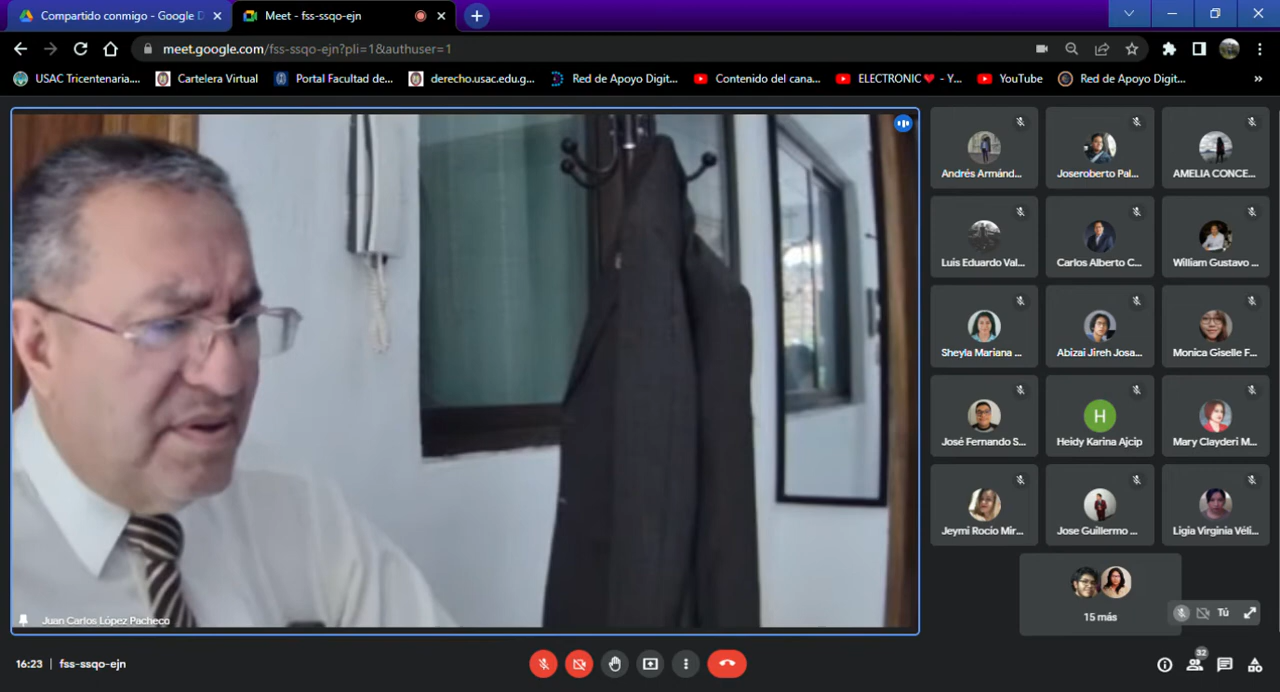 Compartido conmigo - Google D
Meet - fss-ssqo-ejn
meet.google.com/fss-ssqo-ejn?pli=1&authuser=1
USAC Tricentenaria...
Cartelera Virtual
Portal Facultad de...
derecho.usac.edu.g...
Red de Apoyo Digit...
Contenido del cana...
ELECTRONIC❤ - Y...
YouTube
Red de Apoyo Digit...
»
Andrés Armánd...
Joseroberto Pal...
AMELIA CONCE...
Luis Eduardo Val...
Carlos Alberto C...
William Gustavo ...
Sheyla Mariana ...
Abizai Jireh Josa...
Monica Giselle F...
José Fernando S...
H
Heidy Karina Ajcip
Mary Clayderi M...
Jeymi Rocío Mir...
Jose Guillermo ...
Ligia Virginia Véli...
15 más
Tú
Juan Carlos López Pacheco
16:23 | fss-ssqo-ejn
32